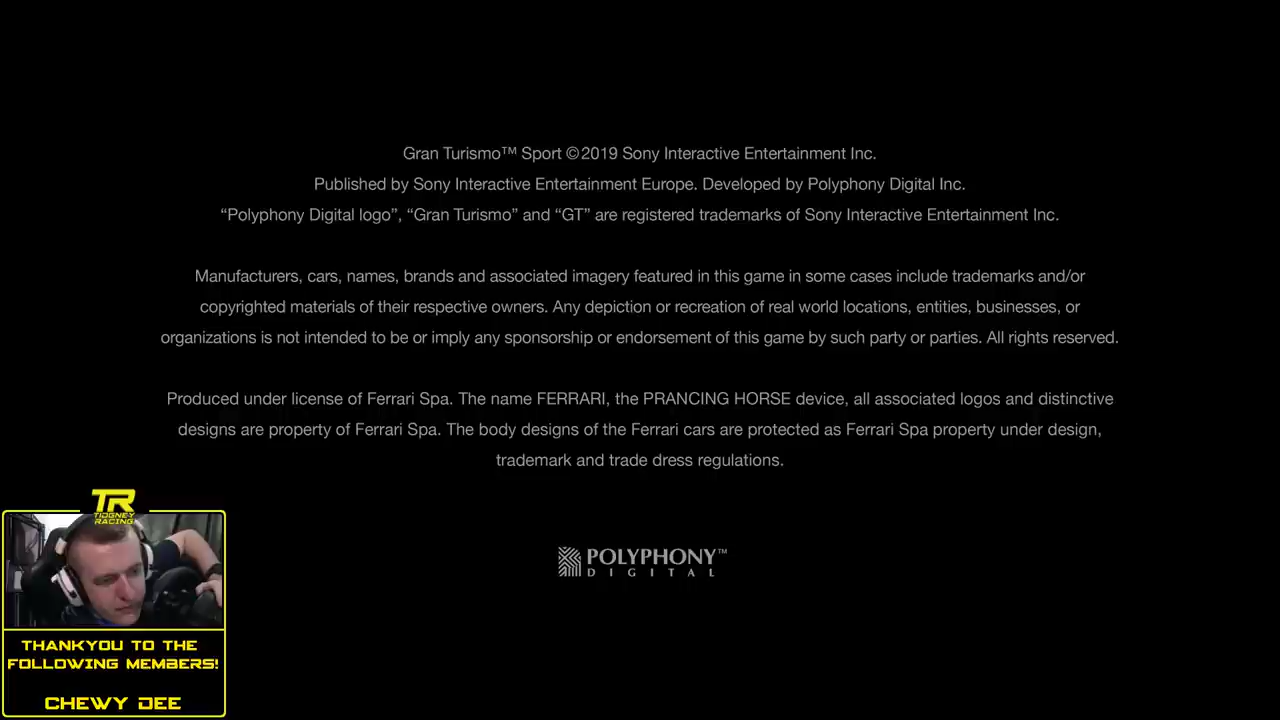 Gran Turismo™ Sport ©2019 Sony Interactive Entertainment Inc.
Published by Sony Interactive Entertainment Europe. Developed by Polyphony Digital Inc.
“Polyphony Digital logo”, “Gran Turismo” and “GT” are registered trademarks of Sony Interactive Entertainment Inc.
Manufacturers, cars, names, brands and associated imagery featured in this game in some cases include trademarks and/or
copyrighted materials of their respective owners. Any depiction or recreation of real world locations, entities, businesses, or
organizations is not intended to be or imply any sponsorship or endorsement of this game by such party or parties. All rights reserved.
Produced under license of Ferrari Spa. The name FERRARI, the PRANCING HORSE device, all associated logos and distinctive
designs are property of Ferrari Spa. The body designs of the Ferrari cars are protected as Ferrari Spa property under design,
trademark and trade dress regulations.
POLYPHONY™
DIGITAL
TR
TIDGNEY
RACING
THANKYOU TO THE
FOLLOWING MEMBERS!
CHEWY DEE